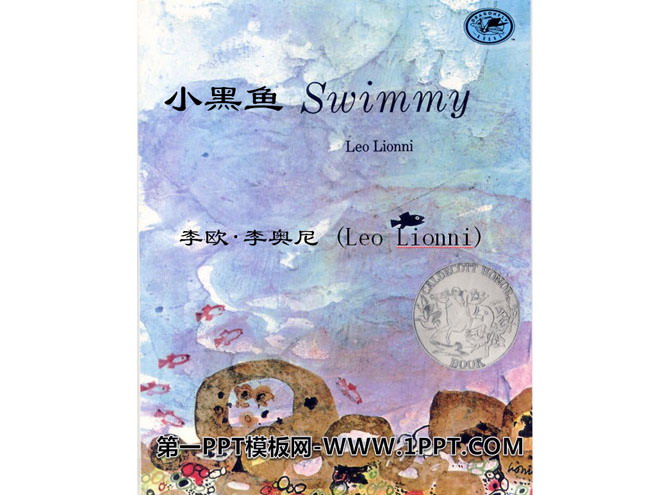 小黑鱼 Swimmy
Leo Lionni
李欧·李奥尼 (Leo Lionni)
CALDECOTT HONOR
BOOK
第一PPT模板网-WWW.1PPT.COM